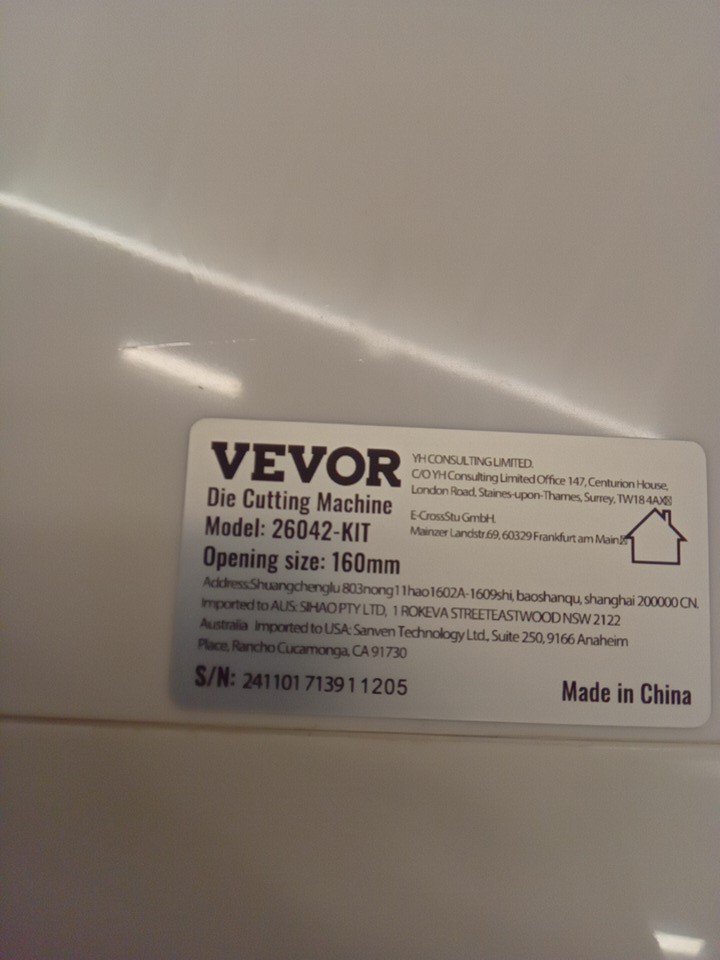 VEVOR
Die Cutting Machine
Model: 26042-KIT
Opening size: 160mm
YH CONSULTING LIMITED.
C/O YH Consulting Limited Office 147, Centurion House,
London Road, Staines-upon-Thames, Surrey, TW18 4AX
E-CrossStu GmbH.
Mainzer Landstr.69, 60329 Frankfurt am Main
Address:Shuangchenglu 803nong11hao1602A-1609shi, baoshanqu, shanghai 200000 CN.
Imported to AUS: SIHAO PTY LTD, 1 ROKEVA STREETEASTWOOD NSW 2122
Australia Imported to USA: Sanven Technology Ltd., Suite 250, 9166 Anaheim
Place, Rancho Cucamonga, CA 91730
S/N: 241101713911205
Made in China